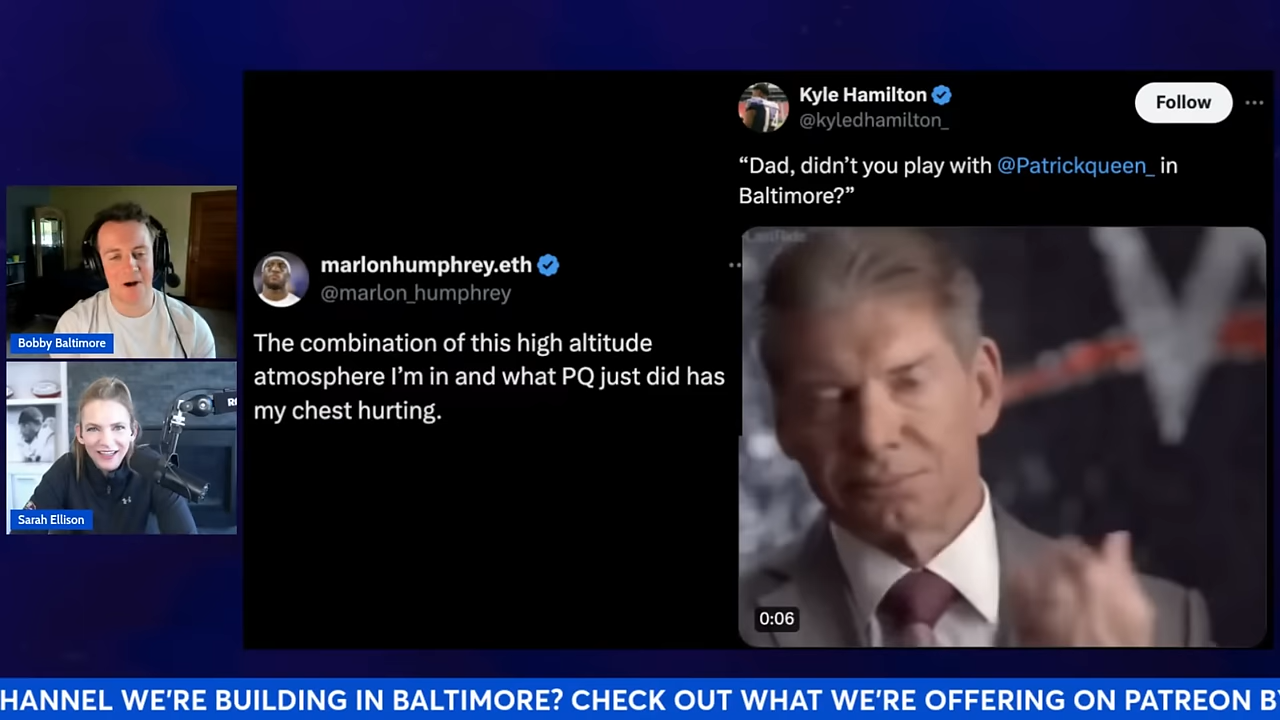 Kyle Hamilton
@kyledhamilton_
Follow
“Dad, didn’t you play with @Patrickqueen_ in
Baltimore?”
marlonhumphrey.eth
@marlon_humphrey
The combination of this high altitude
atmosphere I’m in and what PQ just did has
my chest hurting.
0:06
Bobby Baltimore
Sarah Ellison
HANNEL WE’RE BUILDING IN BALTIMORE? CHECK OUT WHAT WE’RE OFFERING ON PATREON B